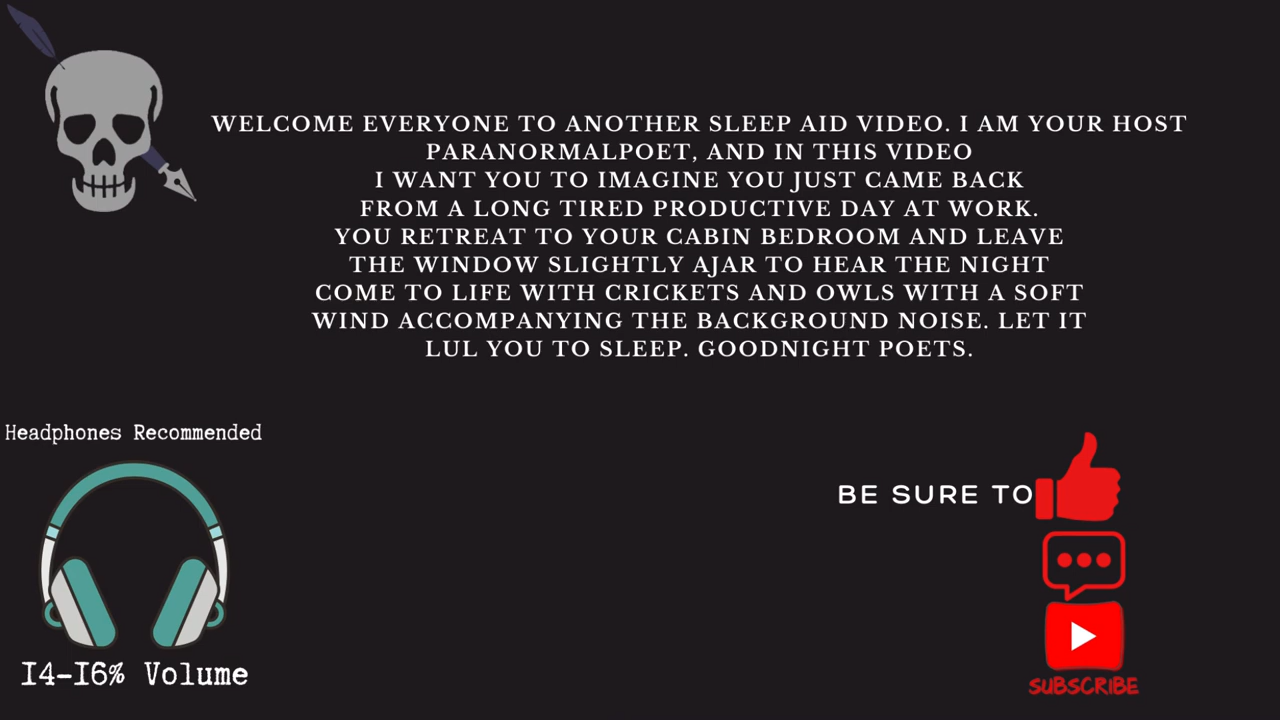 WELCOME EVERYONE TO ANOTHER SLEEP AID VIDEO. I AM YOUR HOST
PARANORMALPOET, AND IN THIS VIDEO
I WANT YOU TO IMAGINE YOU JUST CAME BACK
FROM A LONG TIRED PRODUCTIVE DAY AT WORK.
YOU RETREAT TO YOUR CABIN BEDROOM AND LEAVE
THE WINDOW SLIGHTLY AJAR TO HEAR THE NIGHT
COME TO LIFE WITH CRICKETS AND OWLS WITH A SOFT
WIND ACCOMPANYING THE BACKGROUND NOISE. LET IT
LUL YOU TO SLEEP. GOODNIGHT POETS.
Headphones Recommended
14-16% Volume
BE SURE TO
SUBSCRIBE